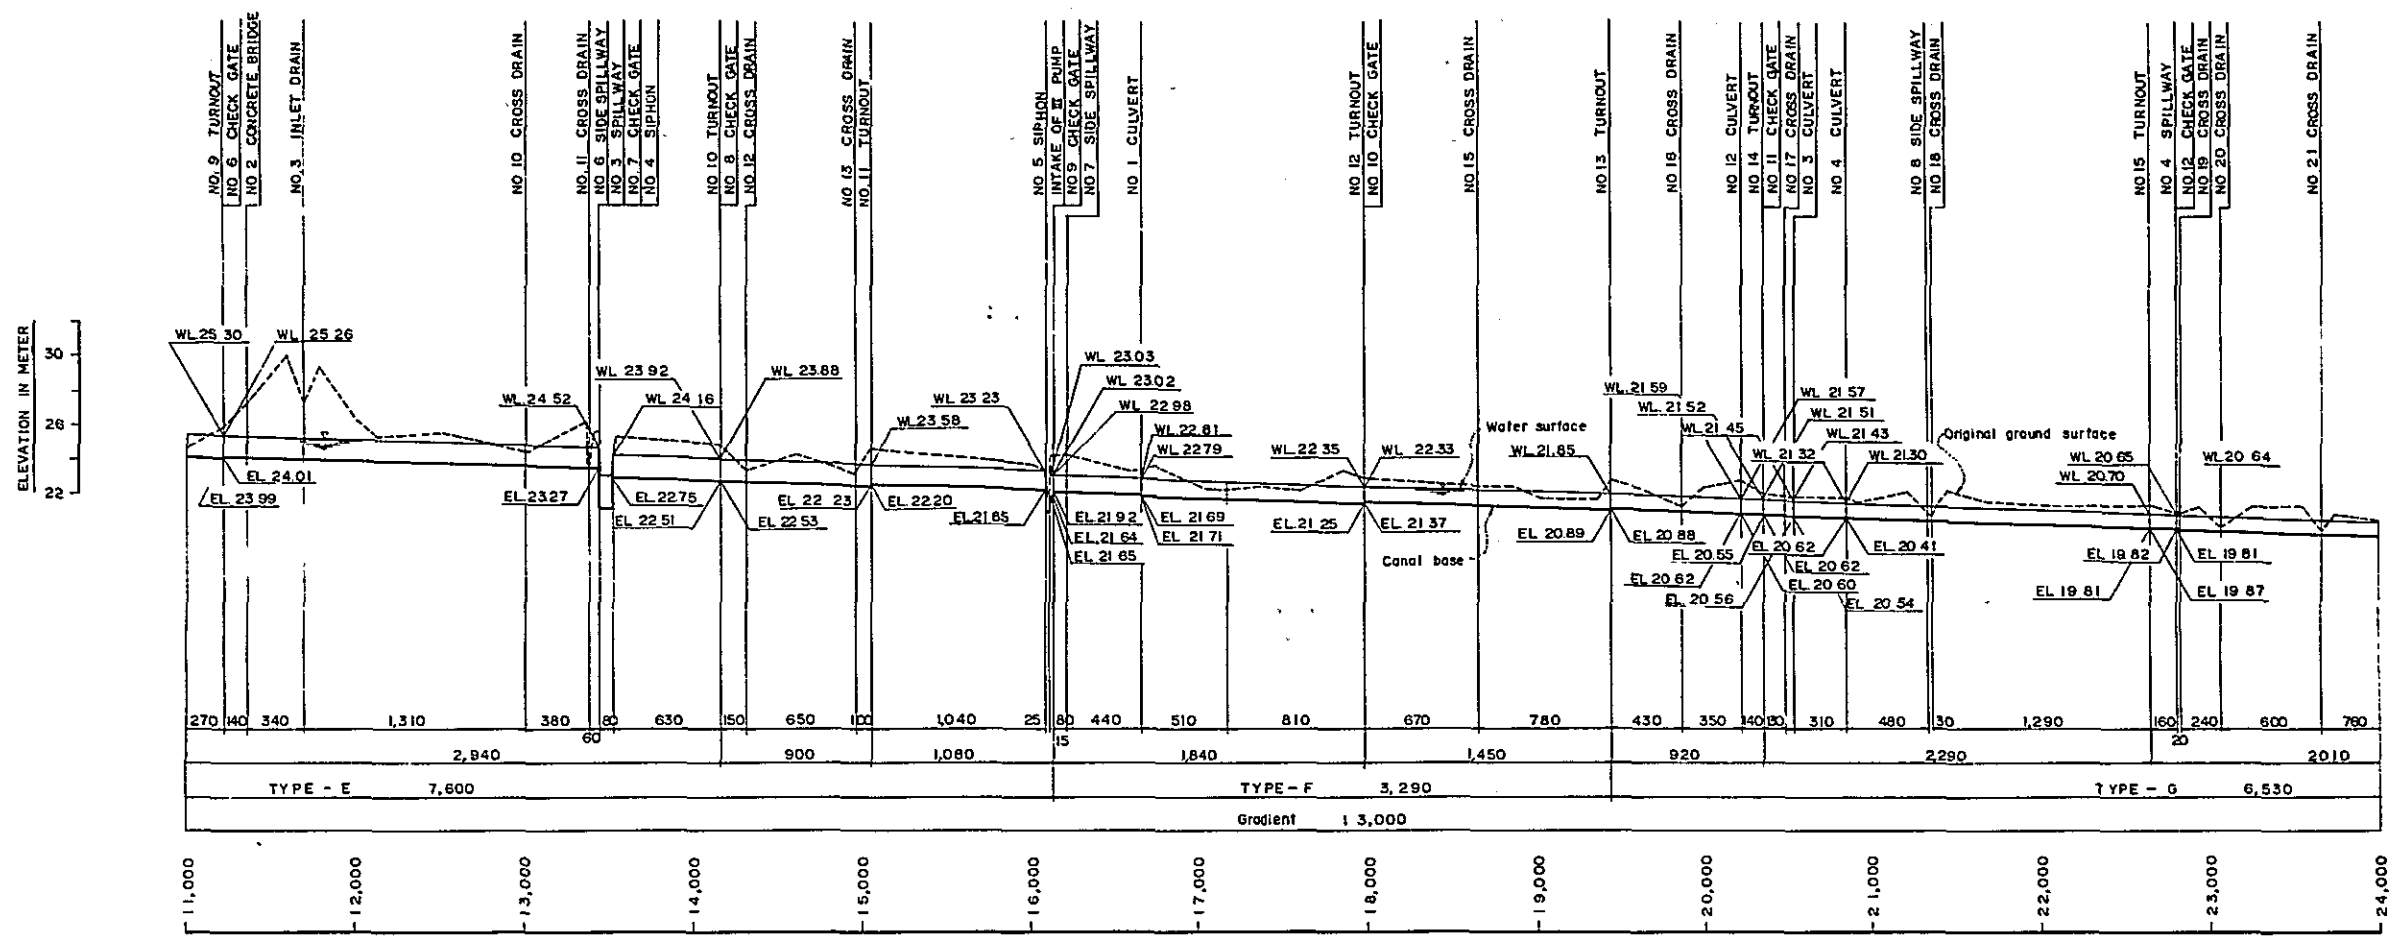 NO. 9 TURNOUT
NO 6 CHECK GATE
NO 2 CONCRETE BRIDGE
NO. 3 INLET DRAIN
NO 10 CROSS DRAIN
NO. 11 CROSS DRAIN
NO 6 SIDE SPILLWAY
NO 3 SPILLWAY
NO. 7 CHECK GATE
NO 4 SIPHON
NO 10 TURNOUT
NO 8 CHECK GATE
NO. 12 CROSS DRAIN
NO 13 CROSS DRAIN
NO. 11 TURNOUT
NO 5 SIPHON
INTAKE OF III PUMP
NO 9 CHECK GATE
NO 7 SIDE SPILLWAY
NO 1 CULVERT
NO 12 TURNOUT
NO 10 CHECK GATE
NO 15 CROSS DRAIN
NO 13 TURNOUT
NO 16 CROSS DRAIN
NO 12 CULVERT
NO 14 TURNOUT
NO 11 CHECK GATE
NO 17 CROSS DRAIN
NO 3 CULVERT
NO 4 CULVERT
NO 8 SIDE SPILLWAY
NO 18 CROSS DRAIN
NO 15 TURNOUT
NO 4 SPILLWAY
NO. 12 CHECK GATE
NO 19 CROSS DRAIN
NO 20 CROSS DRAIN
NO 21 CROSS DRAIN
ELEVATION IN METER
30
26
22
WL. 25 30
WL 25 26
WL 24 52
WL 23 92
WL 24 16
WL 23.88
WL 23 23
WL 23.58
WL 23.03
WL 23.02
WL 22 98
WL. 22.81
WL 22 79
WL 22 35
WL 22.33
Water surface
WL. 21.85
WL. 21 59
WL. 21 52
WL. 21 45
WL 21 57
WL 21 51
WL 21 43
WL 21 32
WL 21.30
Original ground surface
WL 20 65
WL 20.70
WL 20 64
EL 24.01
EL. 23.99
EL. 23 27
EL 22.75
EL 22 51
EL 22 53
EL 22 23
EL. 22.20
EL 21 85
EL 21 92
EL. 21 64
EL 21 65
EL 21 69
EL 21 71
EL. 21 25
EL. 21 37
Canal base
EL 20.89
EL 20.88
EL 20.55
EL 20 62
EL 20 62
EL. 20 56
EL 20 62
EL 20 60
EL 20 54
EL 20 41
EL 19 82
EL 19 81
EL 19 81
EL 19 87
270 140 340 1,310 380 80 630 150 650 100 1,040 25 80 440 510 810 670 780 430 350 140 130 310 480 30 1,290 160 240 600 760
60 15 20
2,940 900 1,080 1,840 1,450 920 2,290 2010
TYPE - E 7,600 TYPE - F 3,290 TYPE - G 6,530
Gradient 1 3,000
11,000 12,000 13,000 14,000 15,000 16,000 17,000 18,000 19,000 20,000 21,000 22,000 23,000 24,000